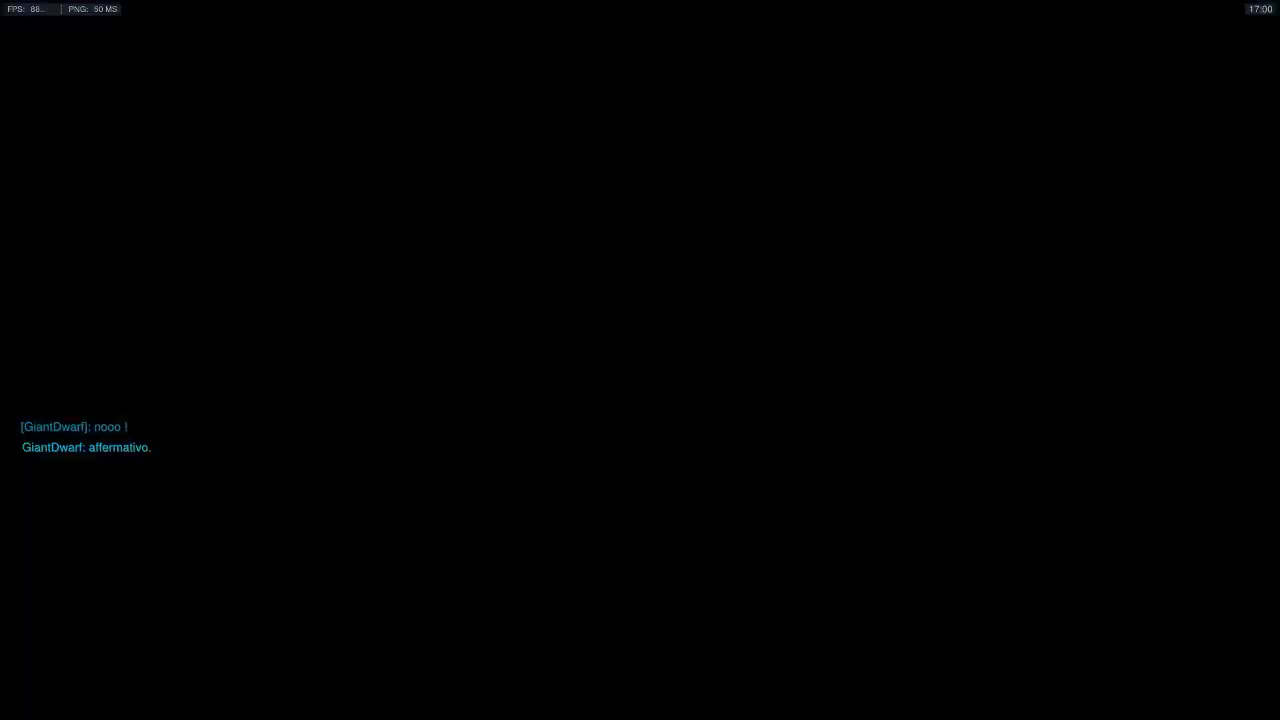 FPS: 88... | PNG: 50 MS
17:00
[GiantDwarf]: nooo !
GiantDwarf: affermativo.